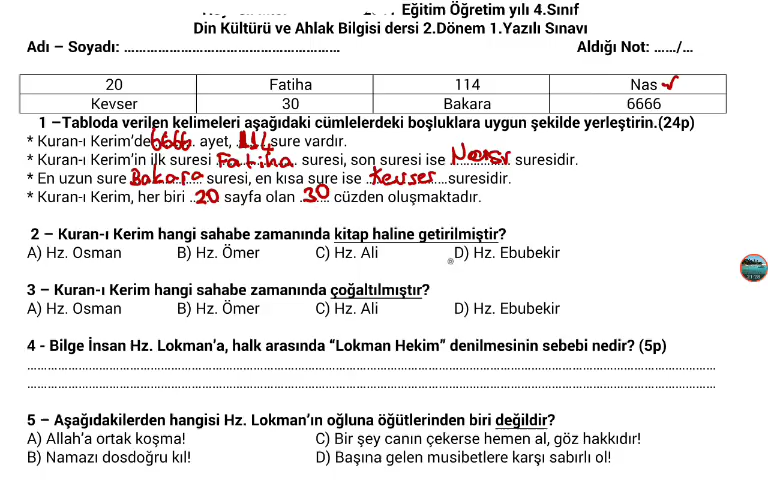 Eğitim Öğretim yılı 4.Sınıf
Din Kültürü ve Ahlak Bilgisi dersi 2.Dönem 1.Yazılı Sınavı
Adı – Soyadı: ........................................................ Aldığı Not: ....../...
20 Fatiha 114 Nas ✓
Kevser 30 Bakara 6666
1 –Tabloda verilen kelimeleri aşağıdaki cümlelerdeki boşluklara uygun şekilde yerleştirin.(24p)
* Kuran-ı Kerim’de 6666 ayet, 114 sure vardır.
* Kuran-ı Kerim’in ilk suresi Fatiha suresi, son suresi ise suresidir.
* En uzun sure Bakara suresi, en kısa sure ise Kevser suresidir.
* Kuran-ı Kerim, her biri 20 sayfa olan 30 cüzden oluşmaktadır.
2 – Kuran-ı Kerim hangi sahabe zamanında kitap haline getirilmiştir?
A) Hz. Osman B) Hz. Ömer C) Hz. Ali D) Hz. Ebubekir
3 – Kuran-ı Kerim hangi sahabe zamanında çoğaltılmıştır?
A) Hz. Osman B) Hz. Ömer C) Hz. Ali D) Hz. Ebubekir
4 - Bilge İnsan Hz. Lokman’a, halk arasında “Lokman Hekim” denilmesinin sebebi nedir? (5p)
5 – Aşağıdakilerden hangisi Hz. Lokman’ın oğluna öğütlerinden biri değildir?
A) Allah’a ortak koşma! C) Bir şey canın çekerse hemen al, göz hakkıdır!
B) Namazı dosdoğru kıl! D) Başına gelen musibetlere karşı sabırlı ol!